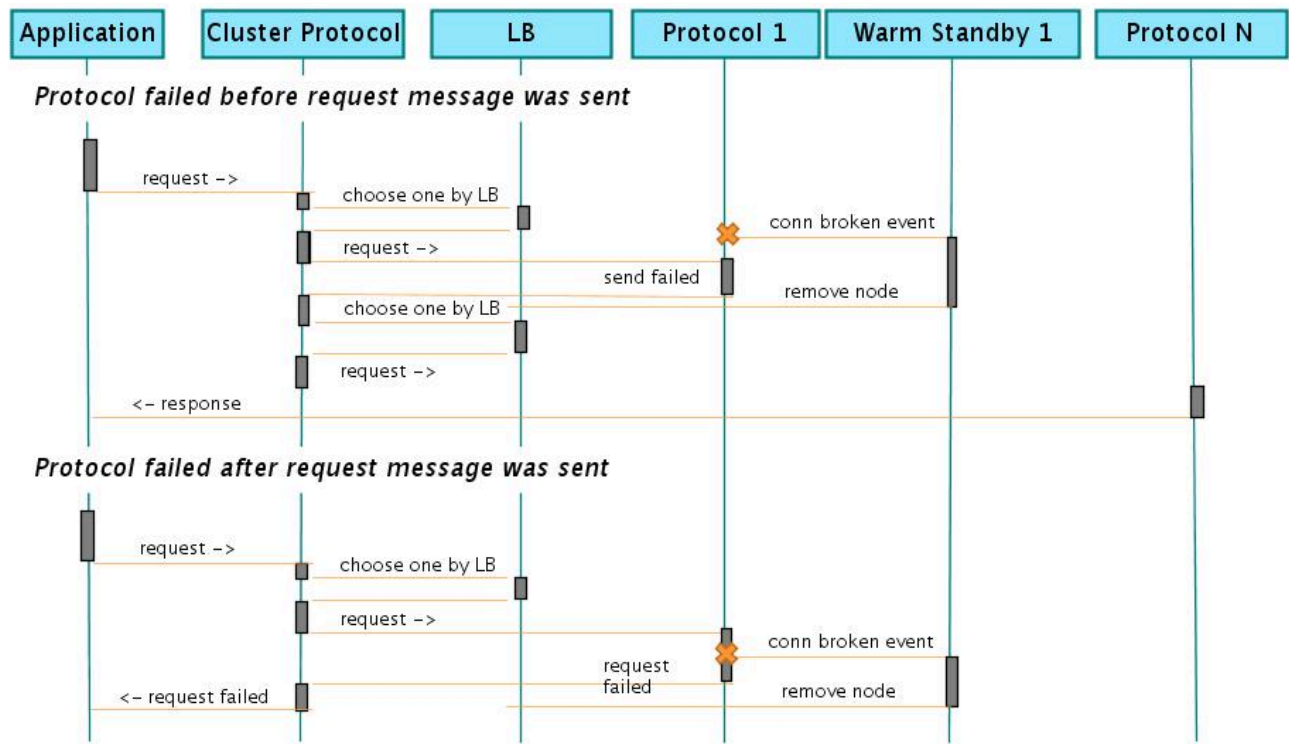 Application
Cluster Protocol
LB
Protocol 1
Warm Standby 1
Protocol N
Protocol failed before request message was sent
request ->
choose one by LB
conn broken event
request ->
send failed
remove node
choose one by LB
request ->
<- response
Protocol failed after request message was sent
request ->
choose one by LB
request ->
conn broken event
request
failed
remove node
<- request failed